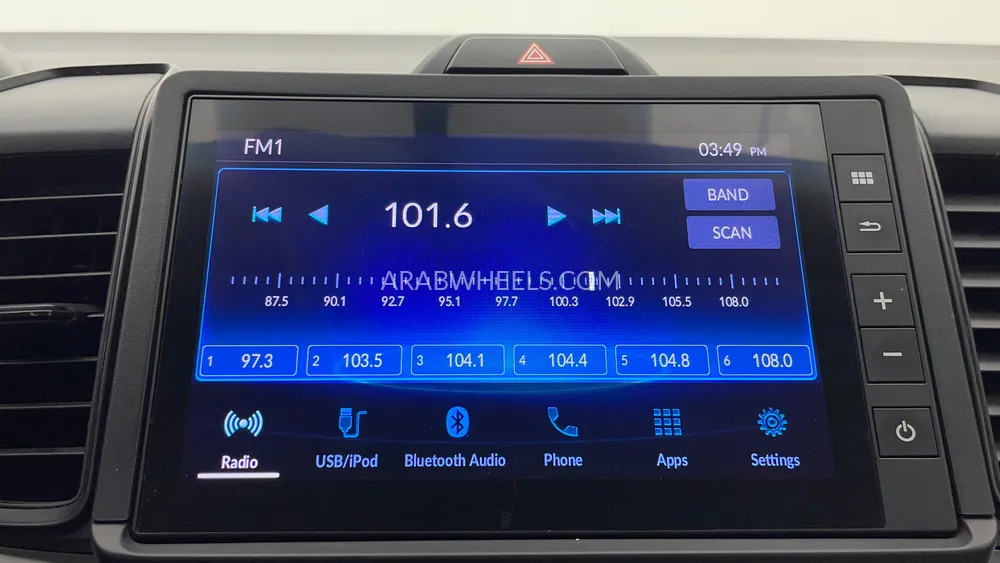 FM1 03:49 PM
101.6 BAND
SCAN
ARABWHEELS.COM
87.5 90.1 92.7 95.1 97.7 100.3 102.9 105.5 108.0
1 97.3 2 103.5 3 104.1 4 104.4 5 104.8 6 108.0
Radio USB/iPod Bluetooth Audio Phone Apps Settings